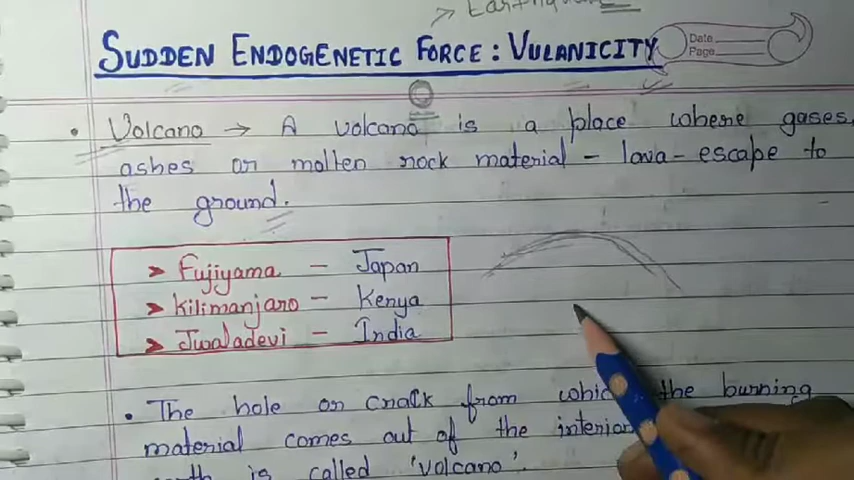 Earthquake
SUDDEN ENDOGENETIC FORCE : VULANICITY
Date
Page
• Volcano → A volcano is a place where gases,
ashes or molten rock material - lava - escape to
the ground.
➤ Fujiyama - Japan
➤ Kilimanjaro - Kenya
➤ Jwaladevi - India
• The hole or crack from which the burning
material comes out of the interior
earth is called 'volcano'.